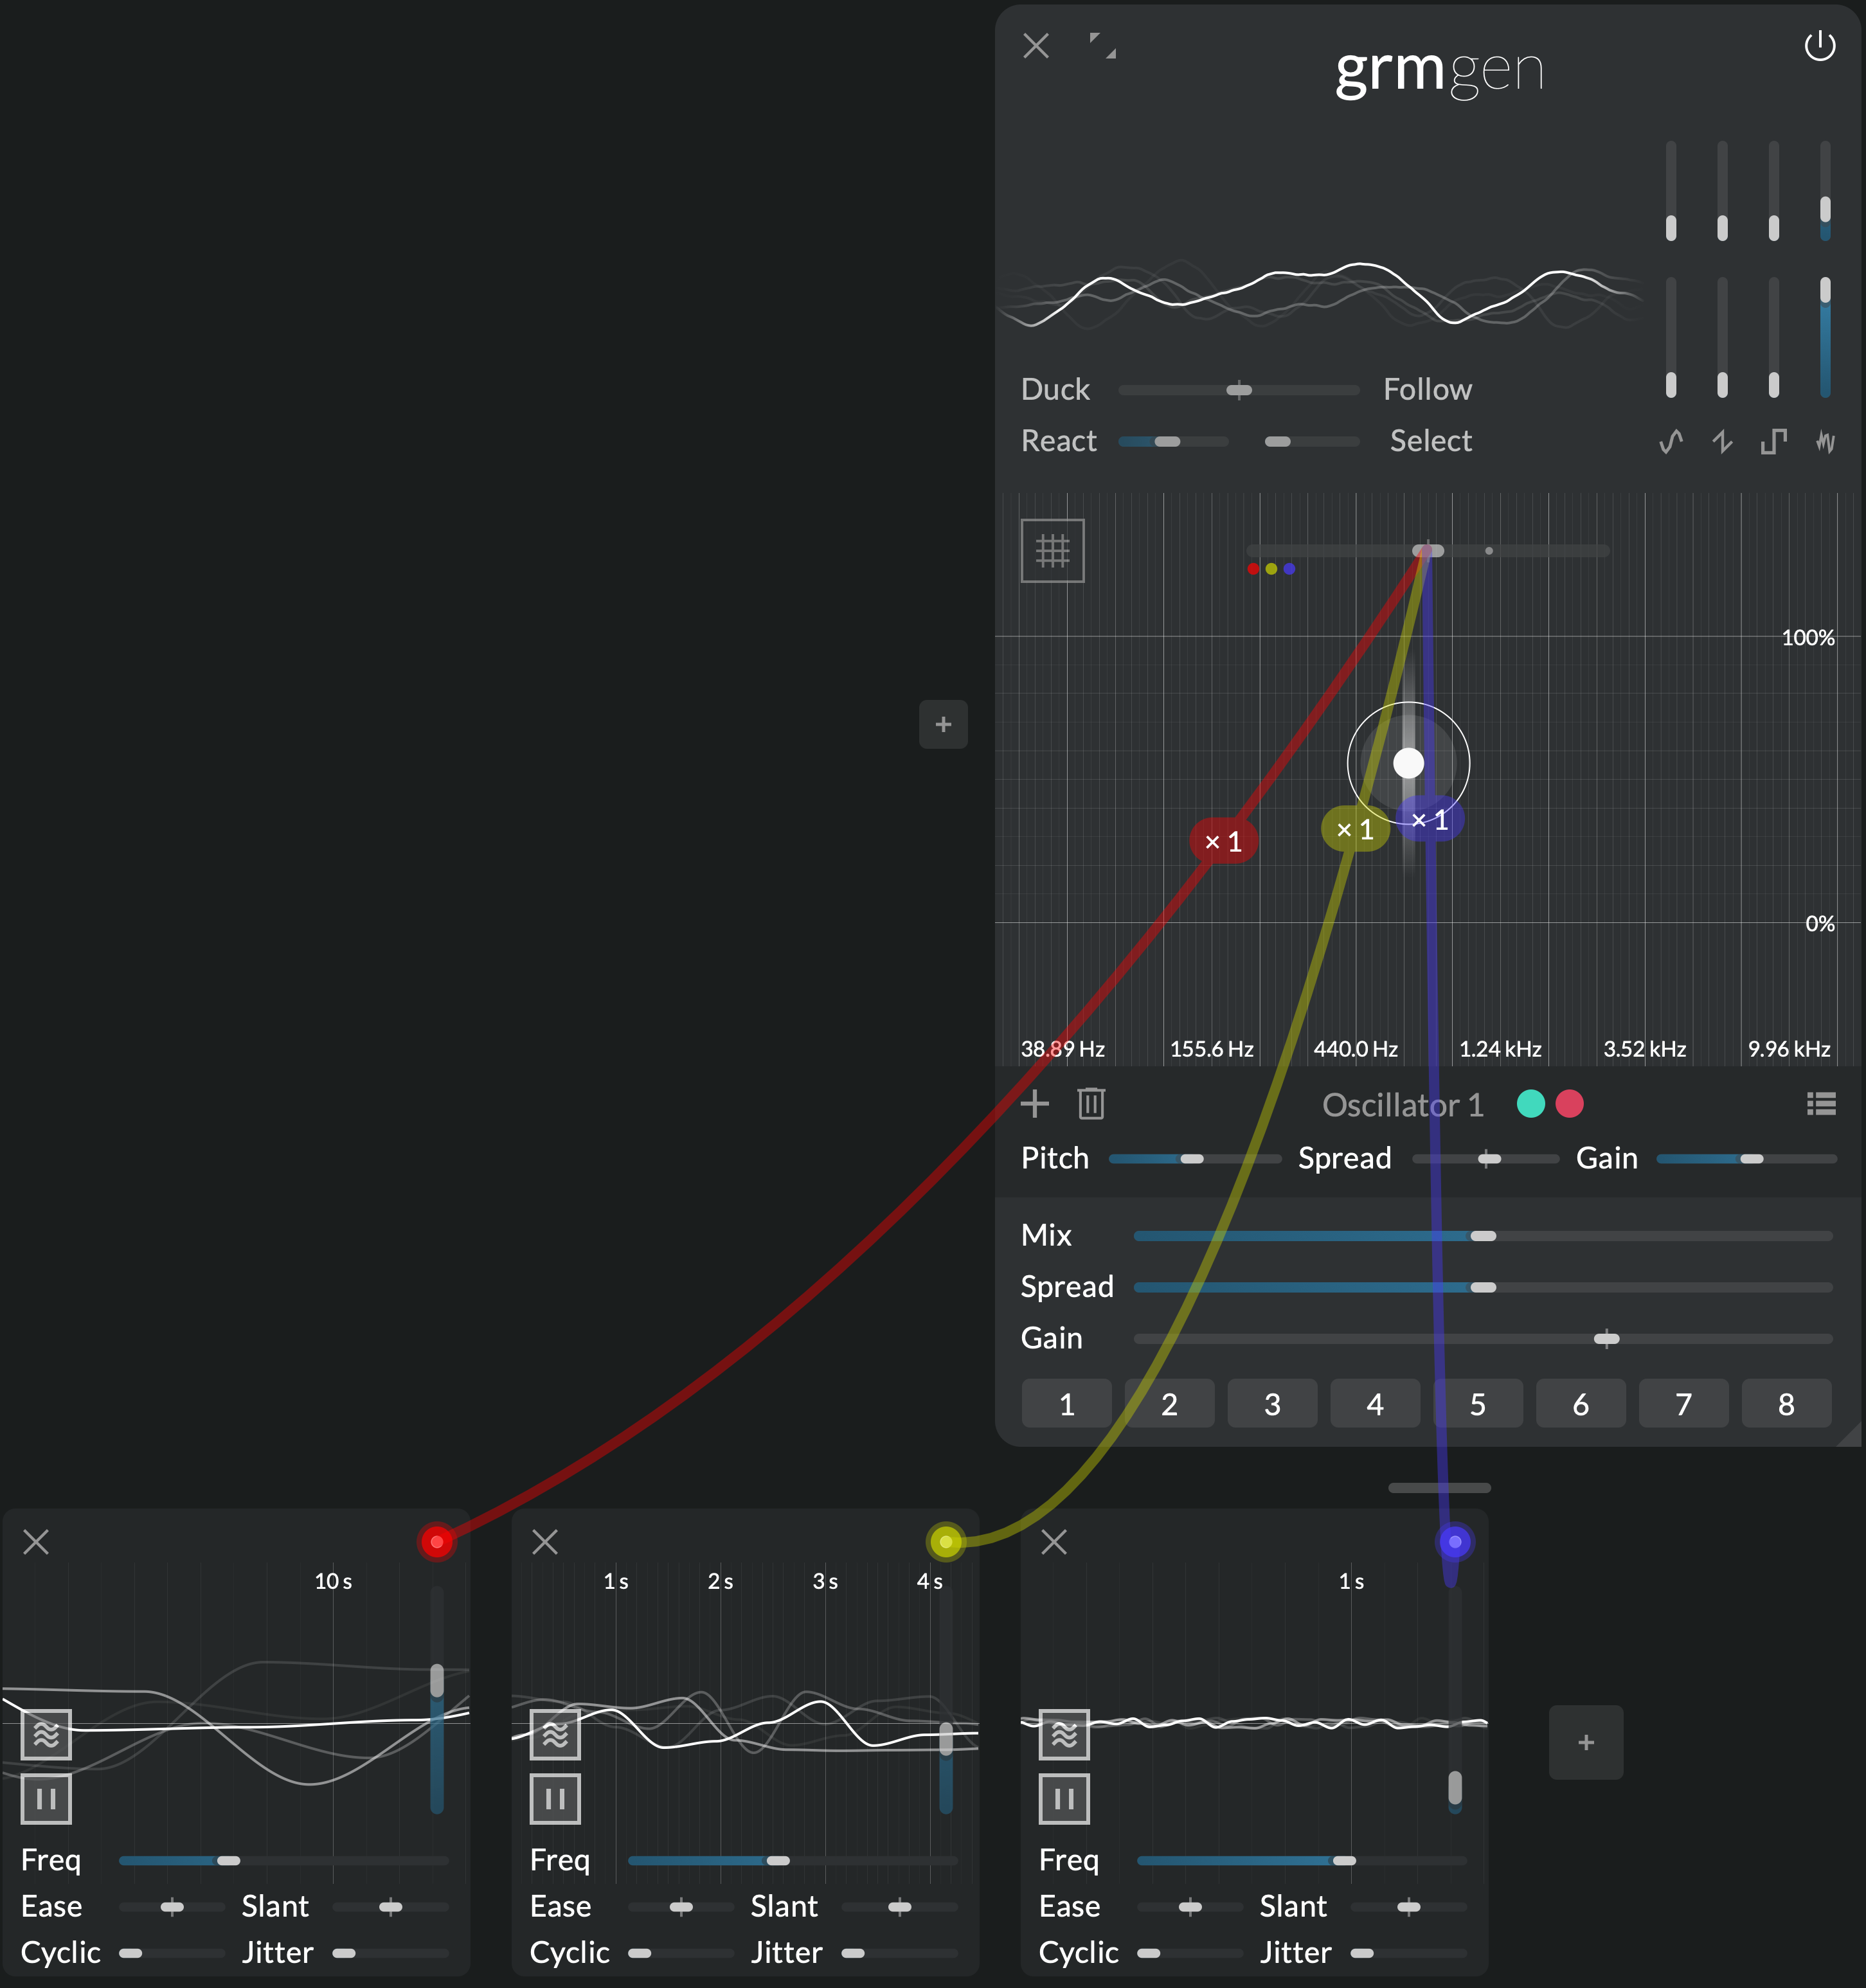 grmgen
Duck Follow
React Select
100%
× 1 × 1 × 1
0%
38.89 Hz 155.6 Hz 440.0 Hz 1.24 kHz 3.52 kHz 9.96 kHz
Oscillator 1
Pitch Spread Gain
Mix
Spread
Gain
1 2 3 4 5 6 7 8
10 s
Freq
Ease Slant
Cyclic Jitter
1 s 2 s 3 s 4 s
Freq
Ease Slant
Cyclic Jitter
1 s
Freq
Ease Slant
Cyclic Jitter